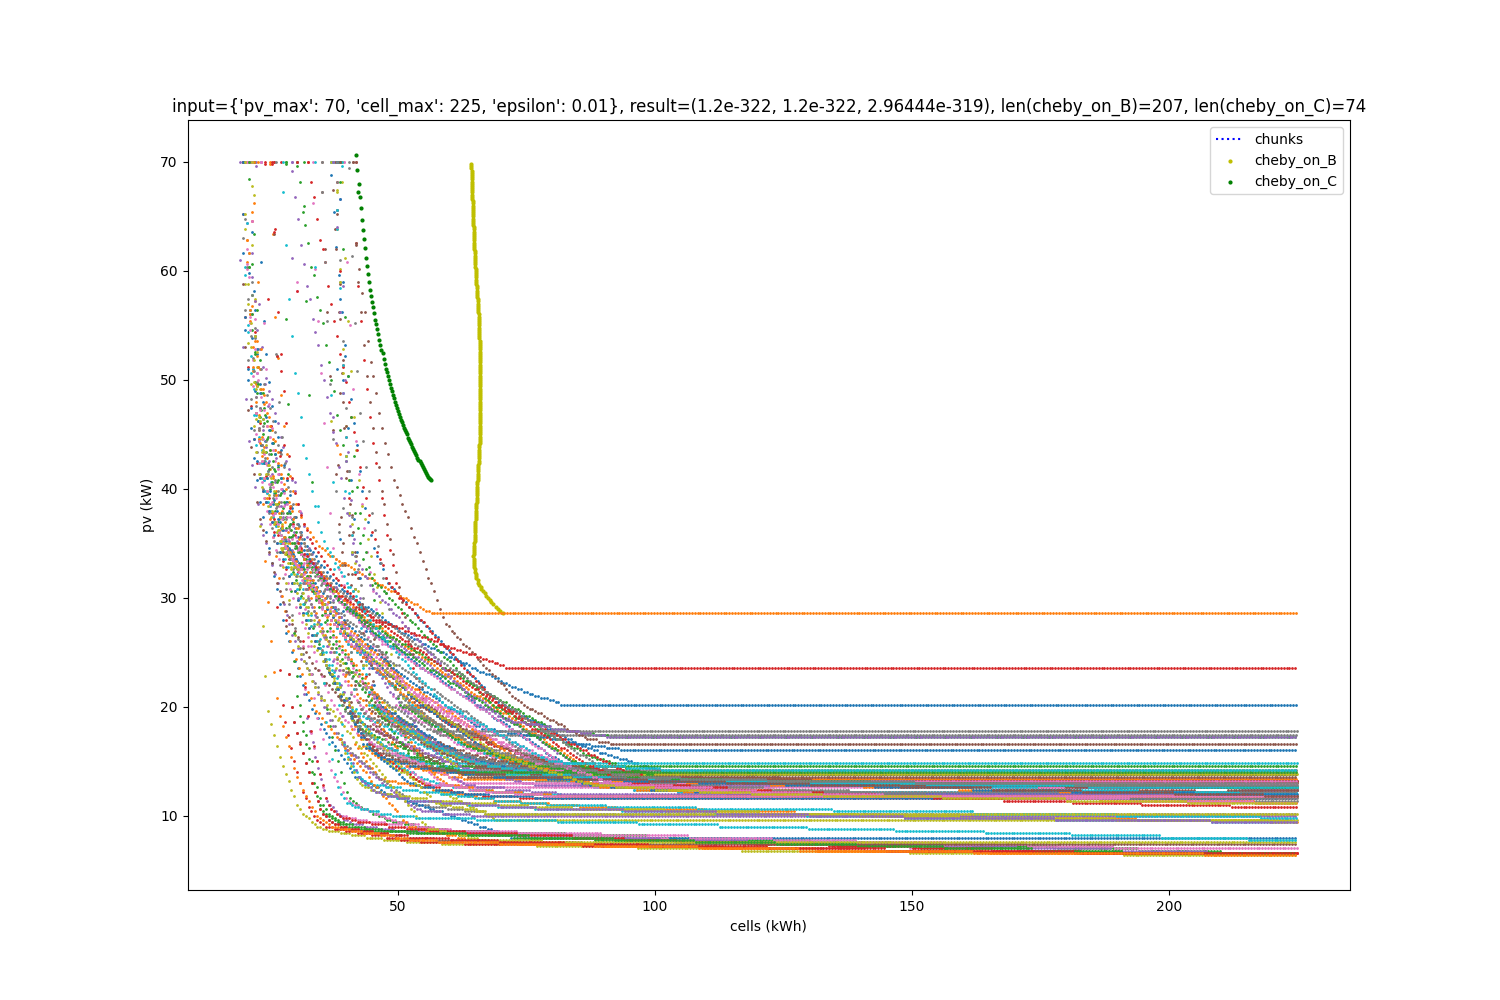 input={'pv_max': 70, 'cell_max': 225, 'epsilon': 0.01}, result=(1.2e-322, 1.2e-322, 2.96444e-319), len(cheby_on_B)=207, len(cheby_on_C)=74
chunks
cheby_on_B
cheby_on_C
70
60
50
40
30
20
10
pv (kW)
50
100
150
200
cells (kWh)